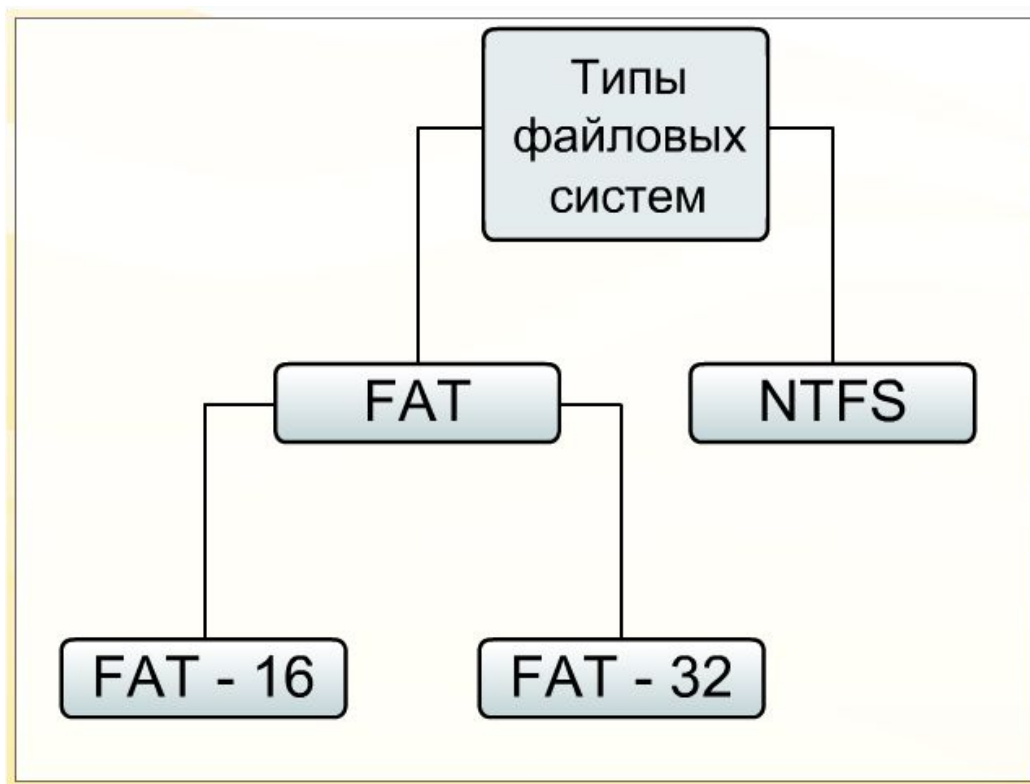 Типы
файловых
систем
FAT
NTFS
FAT - 16
FAT - 32